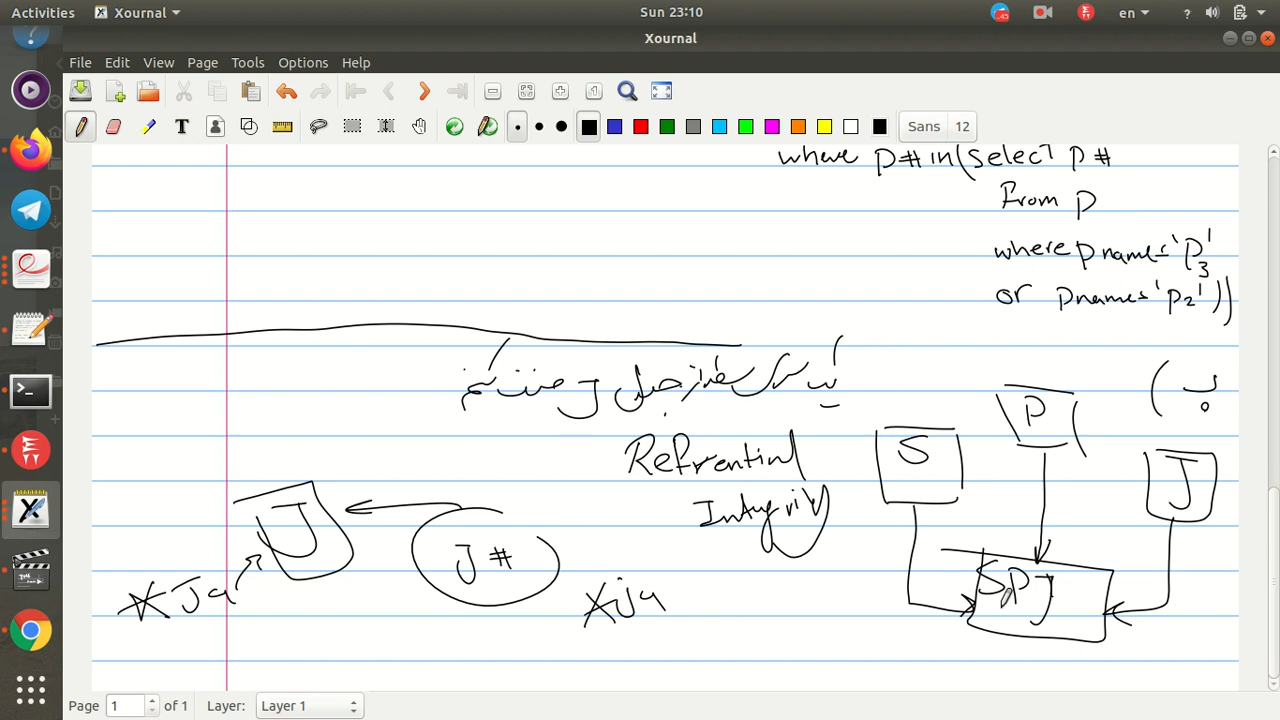 Activities Xournal Sun 23:10 en
Xournal
File Edit View Page Tools Options Help
Sans 12
where p# in (select p#
From p
where pname='p3'
or pname='p2'))
ب)
P
S
J
Refrential
Integrity
J
J#
SPJ
Page 1 of 1 Layer: Layer 1